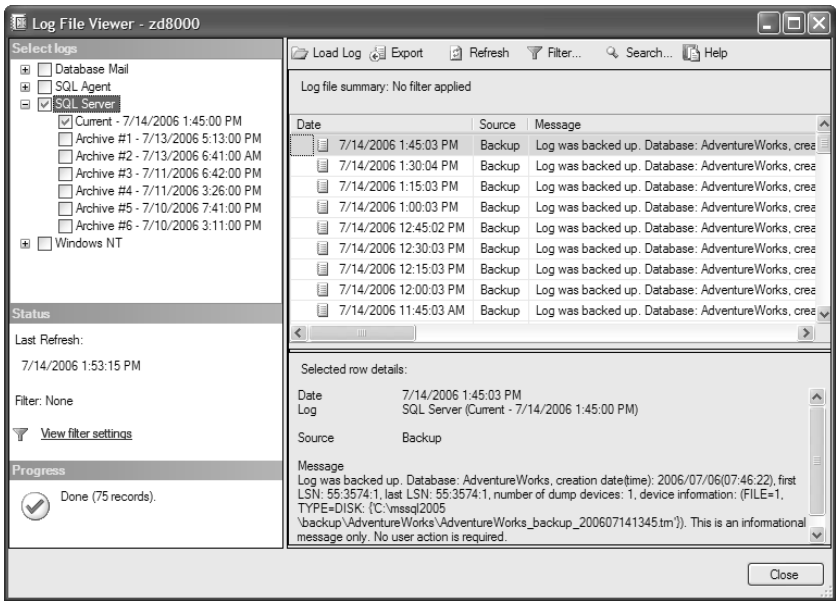 Log File Viewer - zd8000
Select logs
Database Mail
SQL Agent
SQL Server
Current - 7/14/2006 1:45:00 PM
Archive #1 - 7/13/2006 5:13:00 PM
Archive #2 - 7/13/2006 6:41:00 AM
Archive #3 - 7/11/2006 6:42:00 PM
Archive #4 - 7/11/2006 3:26:00 PM
Archive #5 - 7/10/2006 7:41:00 PM
Archive #6 - 7/10/2006 3:11:00 PM
Windows NT
Status
Last Refresh:
7/14/2006 1:53:15 PM
Filter: None
View filter settings
Progress
Done (75 records).
Load Log Export Refresh Filter... Search... Help
Log file summary: No filter applied
Date Source Message
7/14/2006 1:45:03 PM Backup Log was backed up. Database: AdventureWorks, crea
7/14/2006 1:30:04 PM Backup Log was backed up. Database: AdventureWorks, crea
7/14/2006 1:15:03 PM Backup Log was backed up. Database: AdventureWorks, crea
7/14/2006 1:00:03 PM Backup Log was backed up. Database: AdventureWorks, crea
7/14/2006 12:45:02 PM Backup Log was backed up. Database: AdventureWorks, crea
7/14/2006 12:30:03 PM Backup Log was backed up. Database: AdventureWorks, crea
7/14/2006 12:15:03 PM Backup Log was backed up. Database: AdventureWorks, crea
7/14/2006 12:00:03 PM Backup Log was backed up. Database: AdventureWorks, crea
7/14/2006 11:45:03 AM Backup Log was backed up. Database: AdventureWorks, crea
Selected row details:
Date 7/14/2006 1:45:03 PM
Log SQL Server (Current - 7/14/2006 1:45:00 PM)
Source Backup
Message
Log was backed up. Database: AdventureWorks, creation date(time): 2006/07/06(07:46:22), first
LSN: 55:3574:1, last LSN: 55:3574:1, number of dump devices: 1, device information: (FILE=1,
TYPE=DISK: {'C:\mssql2005
\backup\AdventureWorks\AdventureWorks_backup_200607141345.trn'}). This is an informational
message only. No user action is required.
Close